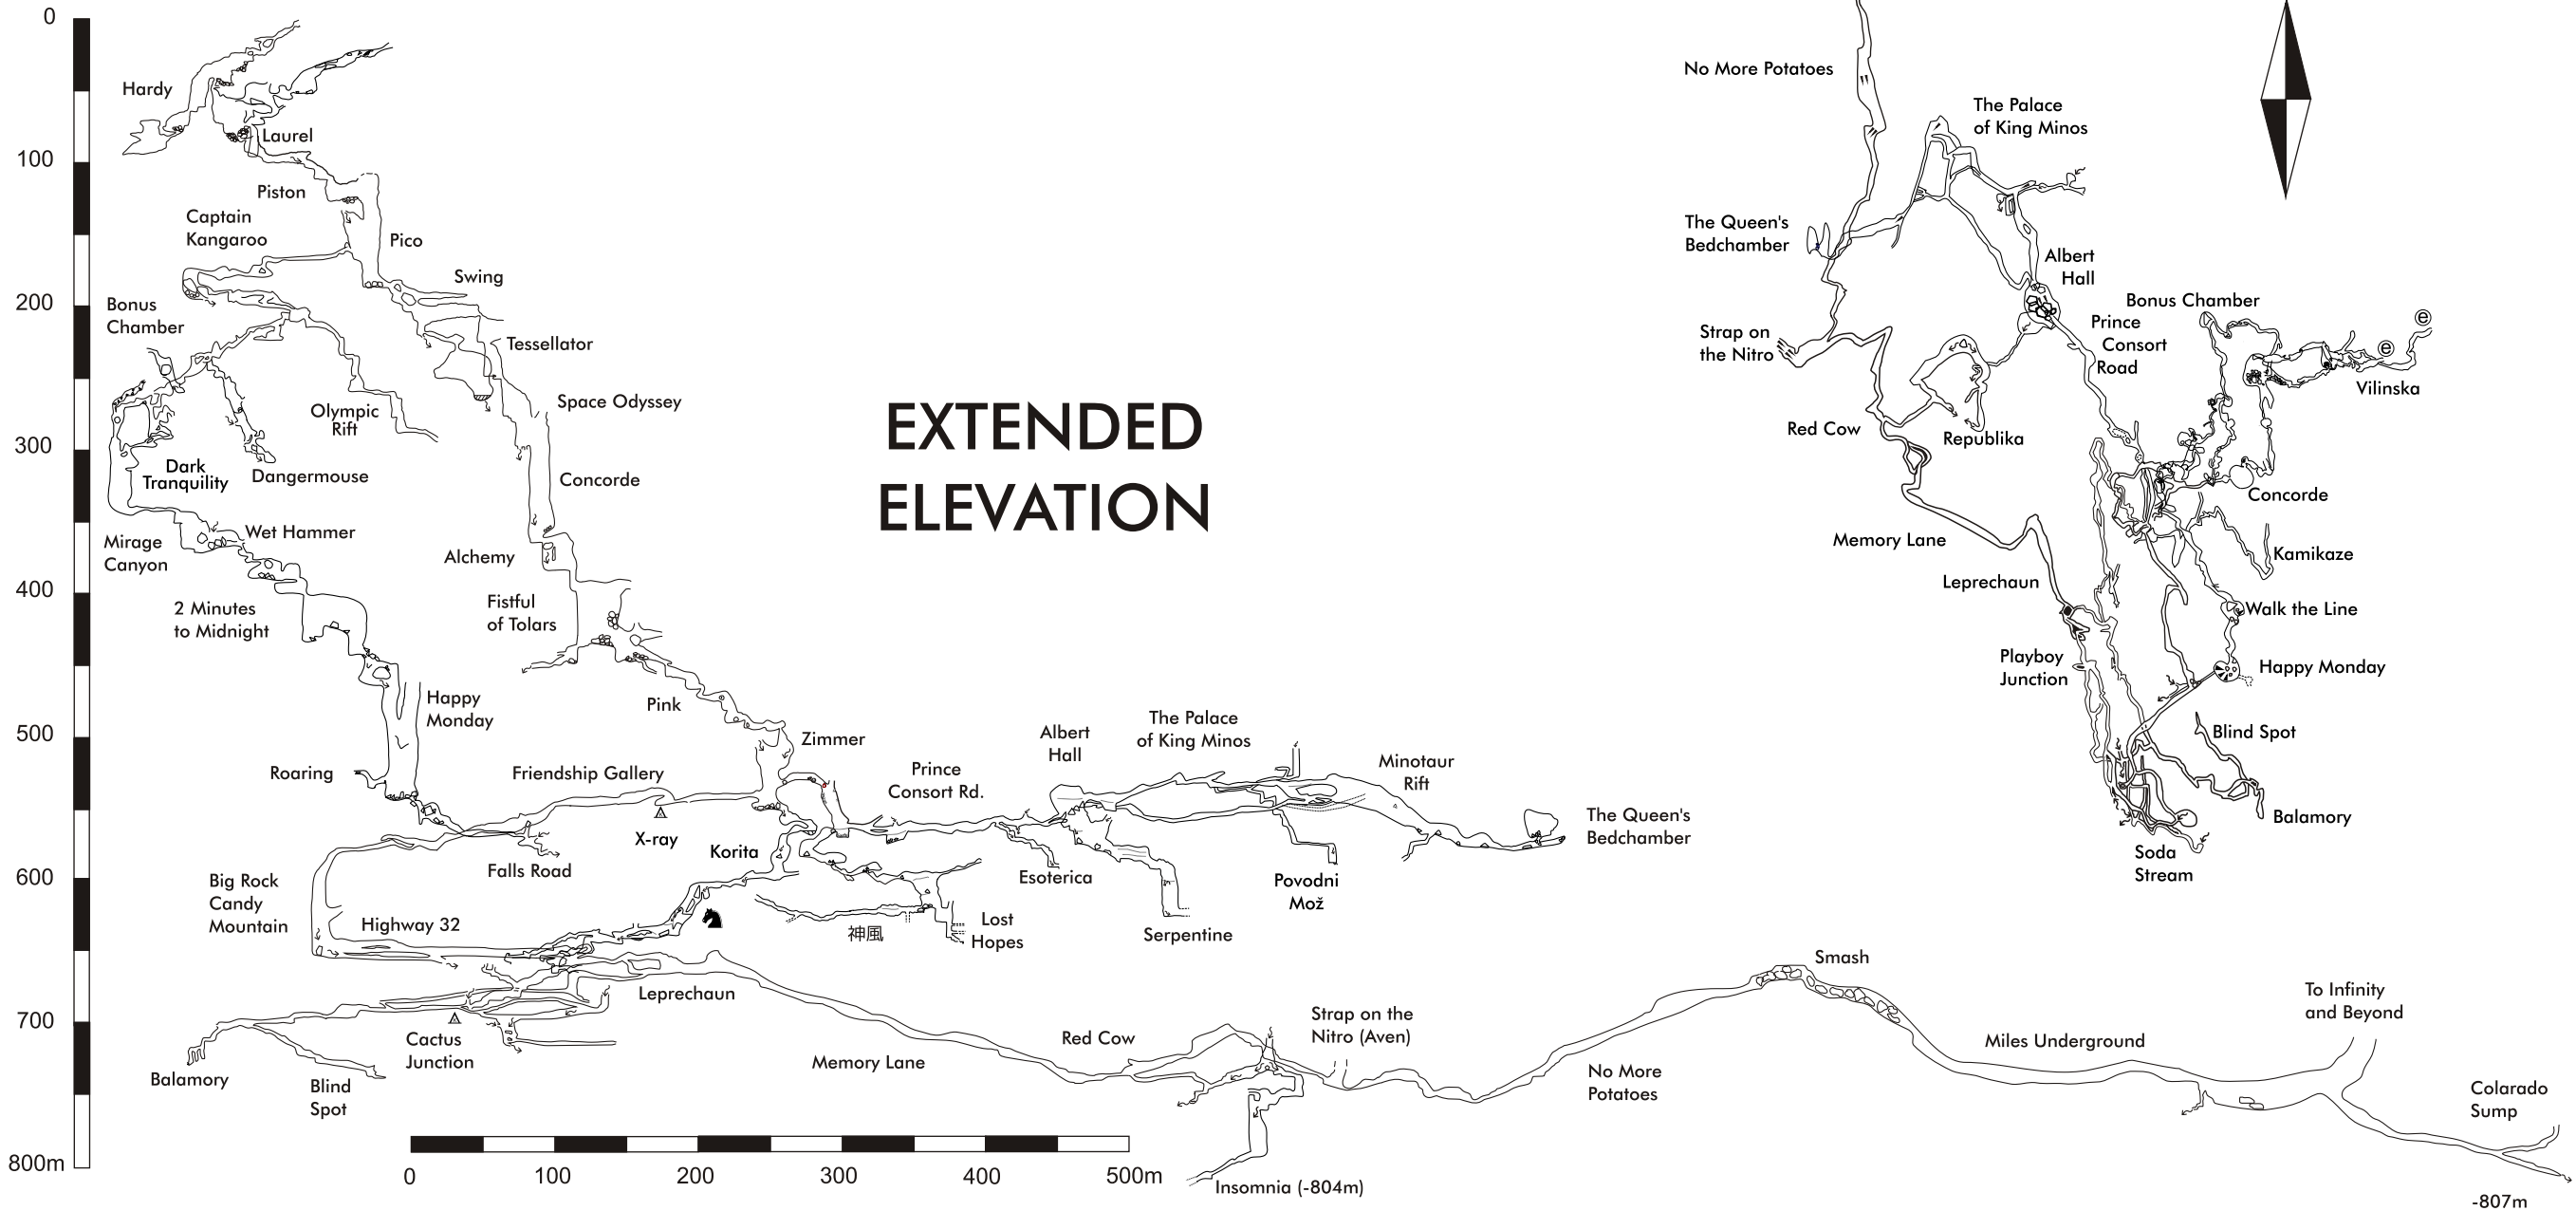 0
100
200
300
400
500
600
700
800m
Hardy
Laurel
Piston
Captain
Kangaroo
Pico
Swing
Bonus
Chamber
Tessellator
Olympic
Rift
Space Odyssey
Dark
Tranquility
Dangermouse
Concorde
Mirage
Canyon
Wet Hammer
Alchemy
2 Minutes
to Midnight
Fistful
of Tolars
Happy
Monday
Pink
Zimmer
Roaring
Friendship Gallery
X-ray
Prince
Consort Rd.
Albert
Hall
The Palace
of King Minos
Minotaur
Rift
The Queen's
Bedchamber
Falls Road
Korita
Big Rock
Candy
Mountain
Highway 32
Esoterica
Povodni
Mož
神風
Lost
Hopes
Serpentine
Leprechaun
Cactus
Junction
Balamory
Blind
Spot
Memory Lane
Red Cow
Strap on the
Nitro (Aven)
Smash
No More
Potatoes
Miles Underground
To Infinity
and Beyond
Colarado
Sump
Insomnia (-804m)
-807m
0
100
200
300
400
500m
EXTENDED
ELEVATION
No More Potatoes
The Palace
of King Minos
The Queen's
Bedchamber
Albert
Hall
Bonus Chamber
Prince
Consort
Road
e
e
Vilinska
Strap on
the Nitro
Red Cow
Republika
Concorde
Memory Lane
Kamikaze
Leprechaun
Walk the Line
Playboy
Junction
Happy Monday
Blind Spot
Balamory
Soda
Stream